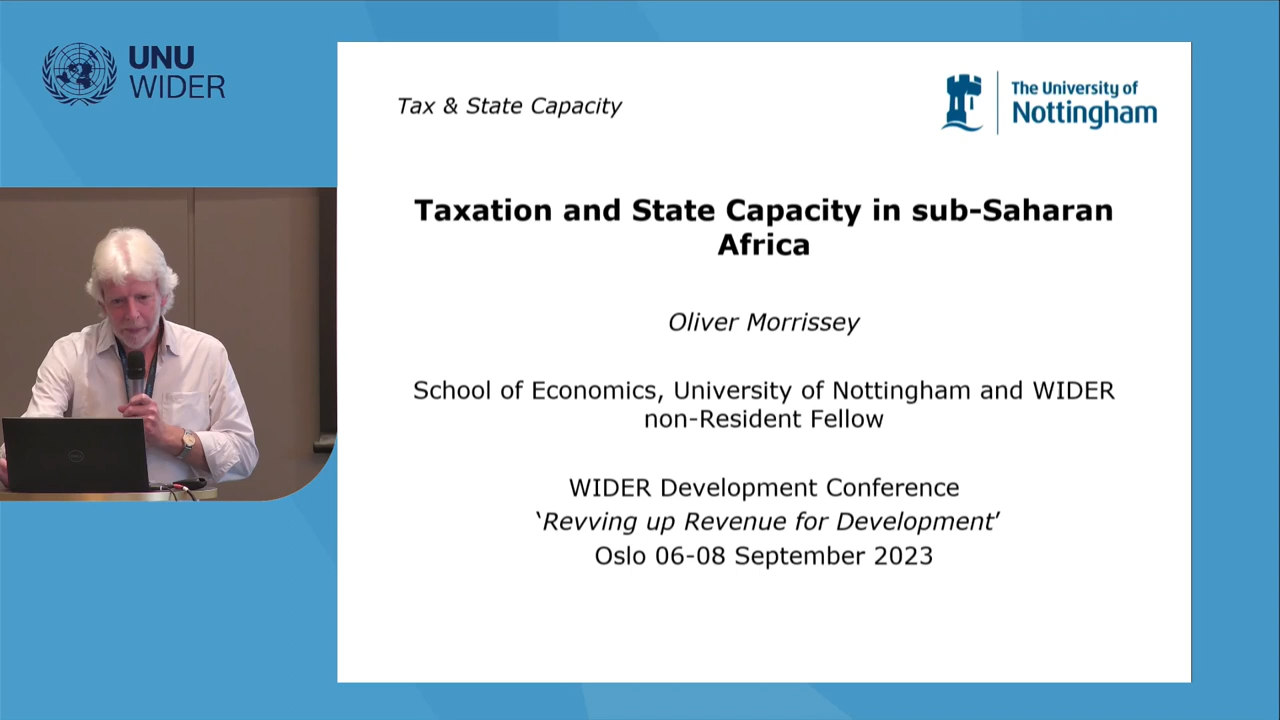 UNU
WIDER
Tax & State Capacity
The University of
Nottingham
Taxation and State Capacity in sub-Saharan
Africa
Oliver Morrissey
School of Economics, University of Nottingham and WIDER
non-Resident Fellow
WIDER Development Conference
‘Revving up Revenue for Development’
Oslo 06-08 September 2023